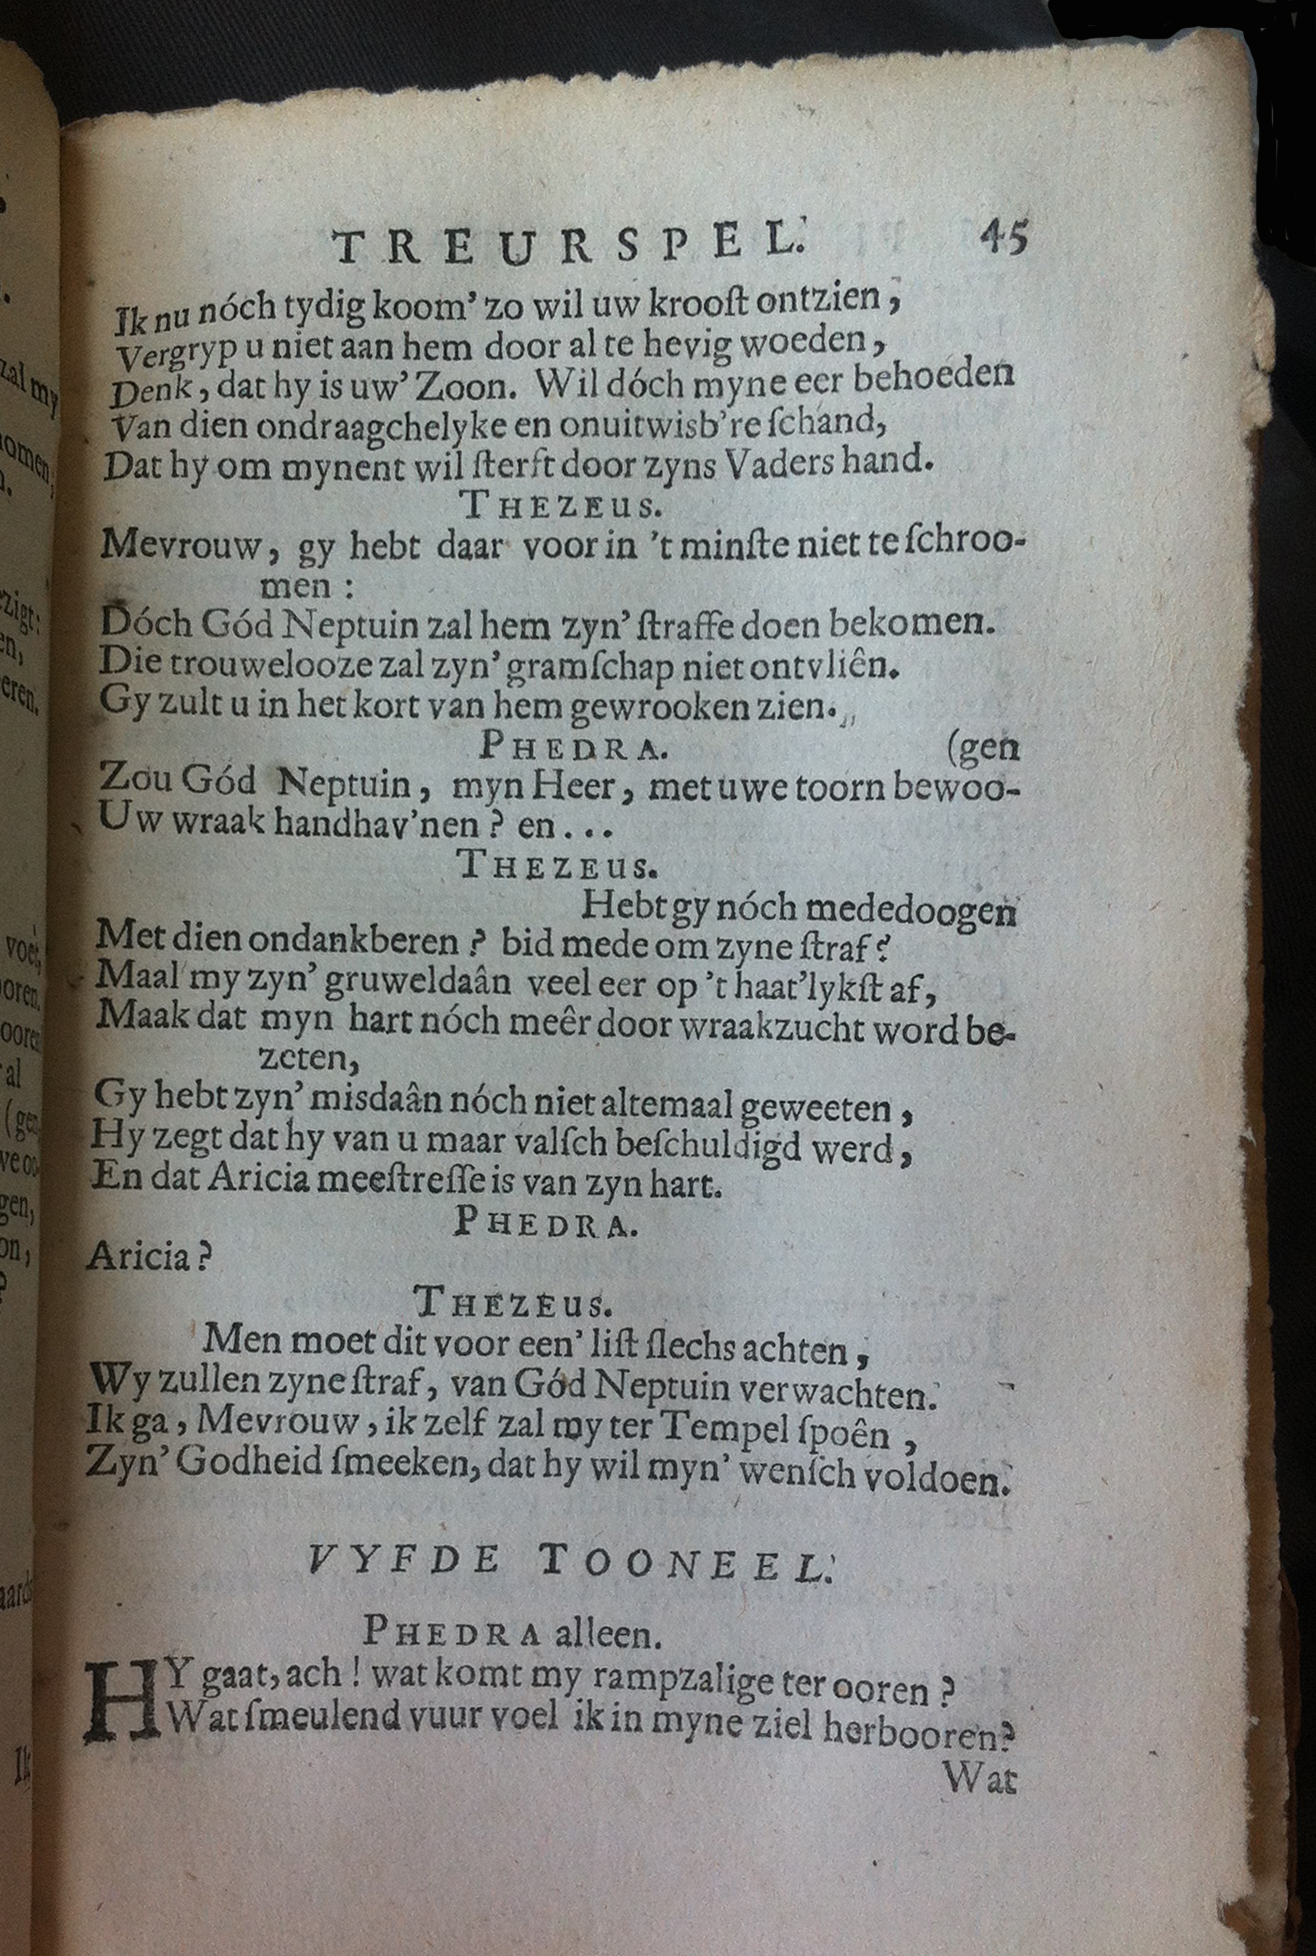 TREURSPEL. 45
Ik nu nóch tydig koom' zo wil uw krooſt ontzien,
Vergryp u niet aan hem door al te hevig woeden,
Denk, dat hy is uw' Zoon. Wil dóch myne eer behoeden
Van dien ondraagchelyke en onuitwisb're ſchand,
Dat hy om mynent wil ſterft door zyns Vaders hand.
THEZEUS.
Mevrouw, gy hebt daar voor in 't minſte niet te ſchroo-
men:
Dóch Gód Neptuin zal hem zyn' ſtraffe doen bekomen.
Die trouwelooze zal zyn' gramſchap niet ontvliên.
Gy zult u in het kort van hem gewrooken zien.
PHEDRA. (gen
Zou Gód Neptuin, myn Heer, met uwe toorn bewoo-
Uw wraak handhav'nen? en...
THEZEUS.
Hebt gy nóch mededoogen
Met dien ondankberen? bid mede om zyne ſtraf?
Maal my zyn' gruweldaân veel eer op 't haat'lykſt af,
Maak dat myn hart nóch meêr door wraakzucht word be-
zeten,
Gy hebt zyn' misdaân nóch niet altemaal geweeten,
Hy zegt dat hy van u maar valſch beſchuldigd werd,
En dat Aricia meeſtreſſe is van zyn hart.
PHEDRA.
Aricia?
THEZEUS.
Men moet dit voor een' liſt ſlechs achten,
Wy zullen zyne ſtraf, van Gód Neptuin verwachten.
Ik ga, Mevrouw, ik zelf zal my ter Tempel ſpoên,
Zyn' Godheid ſmeeken, dat hy wil myn' wenſch voldoen.
VYFDE TOONEEL.
PHEDRA alleen.
HY gaat, ach! wat komt my rampzalige ter ooren?
Wat ſmeulend vuur voel ik in myne ziel herbooren?
Wat